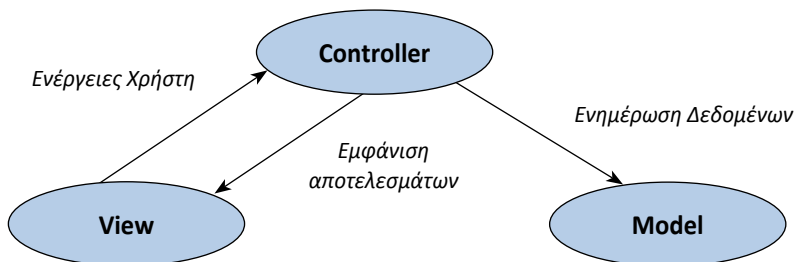 Controller
Ενέργειες Χρήστη
Ενημέρωση Δεδομένων
Εμφάνιση
αποτελεσμάτων
View
Model